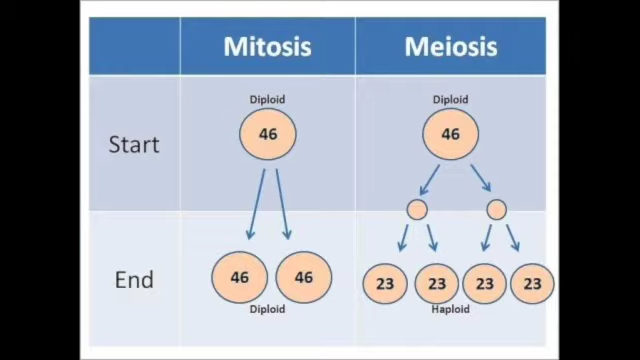 Mitosis Meiosis
Diploid Diploid
Start 46 46
End 46 46 23 23 23 23
Diploid Haploid